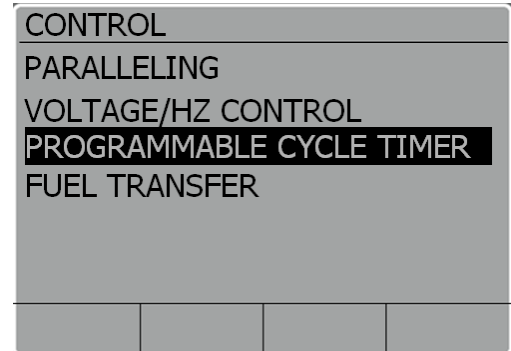 CONTROL
PARALLELING
VOLTAGE/HZ CONTROL
PROGRAMMABLE CYCLE TIMER
FUEL TRANSFER